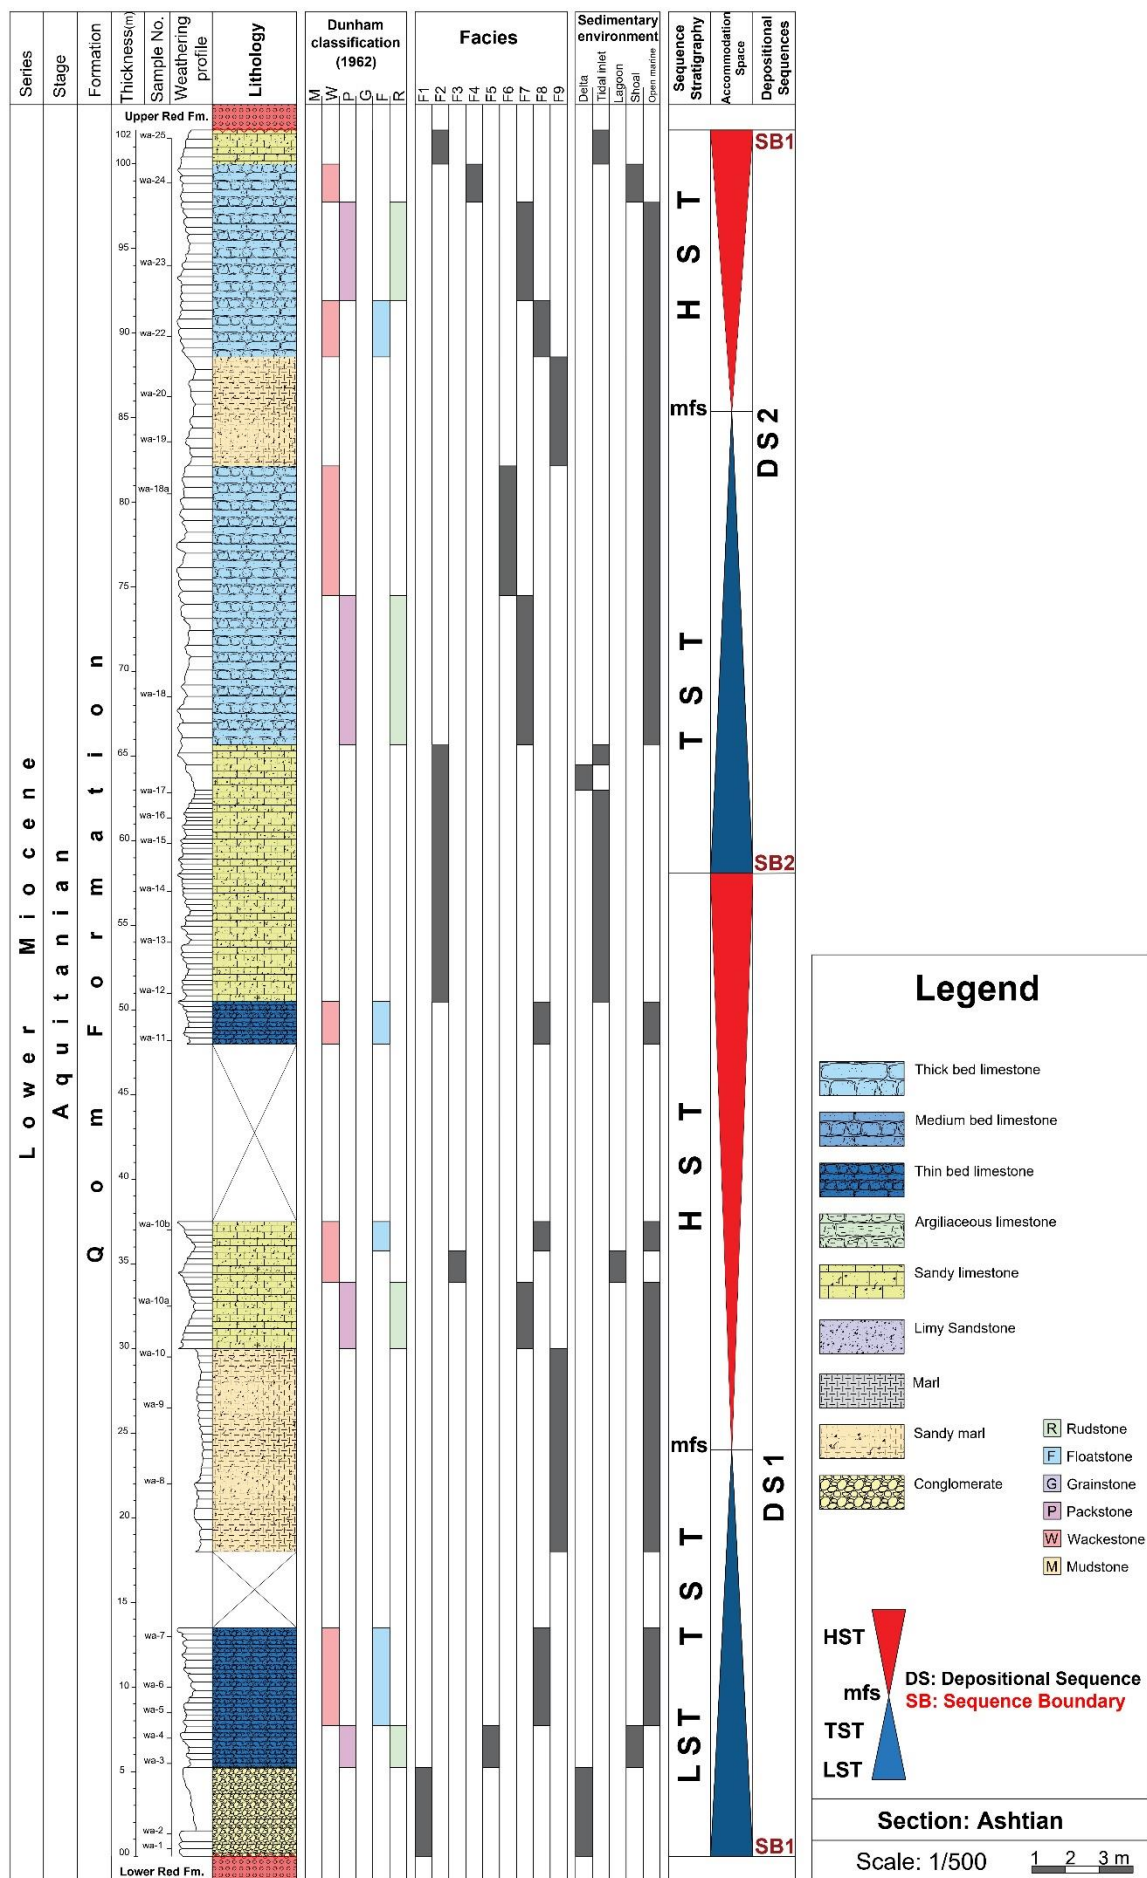 Series
Stage
Formation
Thickness(m)
Sample No.
Weathering profile
Lithology
Dunham
classification
(1962)
M
W
P
G
F
R
Facies
F1
F2
F3
F4
F5
F6
F7
F8
F9
Sedimentary
environment
Delta
Tidal inlet
Lagoon
Shoal
Open marine
Sequence
Stratigraphy
Accommodation
Space
Depositional
Sequences
Upper Red Fm.
102
wa-25
SB1
100
wa-24
95
wa-23
HST
90
wa-22
wa-20
mfs
85
wa-19
DS2
wa-18a
80
75
70
wa-18
TST
65
wa-17
wa-16
60
wa-15
SB2
wa-14
55
wa-13
wa-12
50
wa-11
45
40
wa-10b
HST
35
wa-10a
30
wa-10
wa-9
25
mfs
wa-8
DS1
20
15
TST
wa-7
10
wa-6
wa-5
wa-4
LST
wa-3
5
wa-2
wa-1
00
SB1
Lower Red Fm.
Lower Miocene
Aquitanian
Qom Formation
Legend
Thick bed limestone
Medium bed limestone
Thin bed limestone
Argiliaceous limestone
Sandy limestone
Limy Sandstone
Marl
Sandy marl
Conglomerate
R Rudstone
F Floatstone
G Grainstone
P Packstone
W Wackestone
M Mudstone
HST
mfs
TST
LST
DS: Depositional Sequence
SB: Sequence Boundary
Section: Ashtian
Scale: 1/500
1 2 3 m